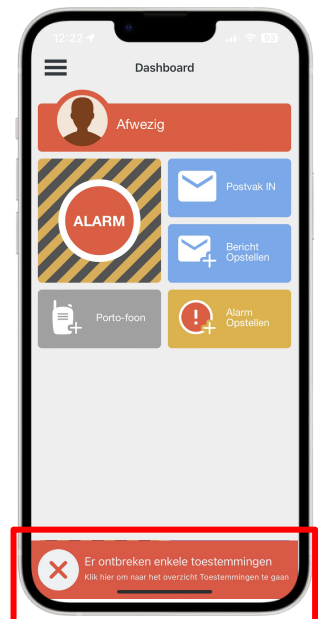 12:22
93
Dashboard
Afwezig
ALARM
Postvak IN
Bericht
Opstellen
Porto-foon
Alarm
Opstellen
Er ontbreken enkele toestemmingen
Klik hier om naar het overzicht Toestemmingen te gaan